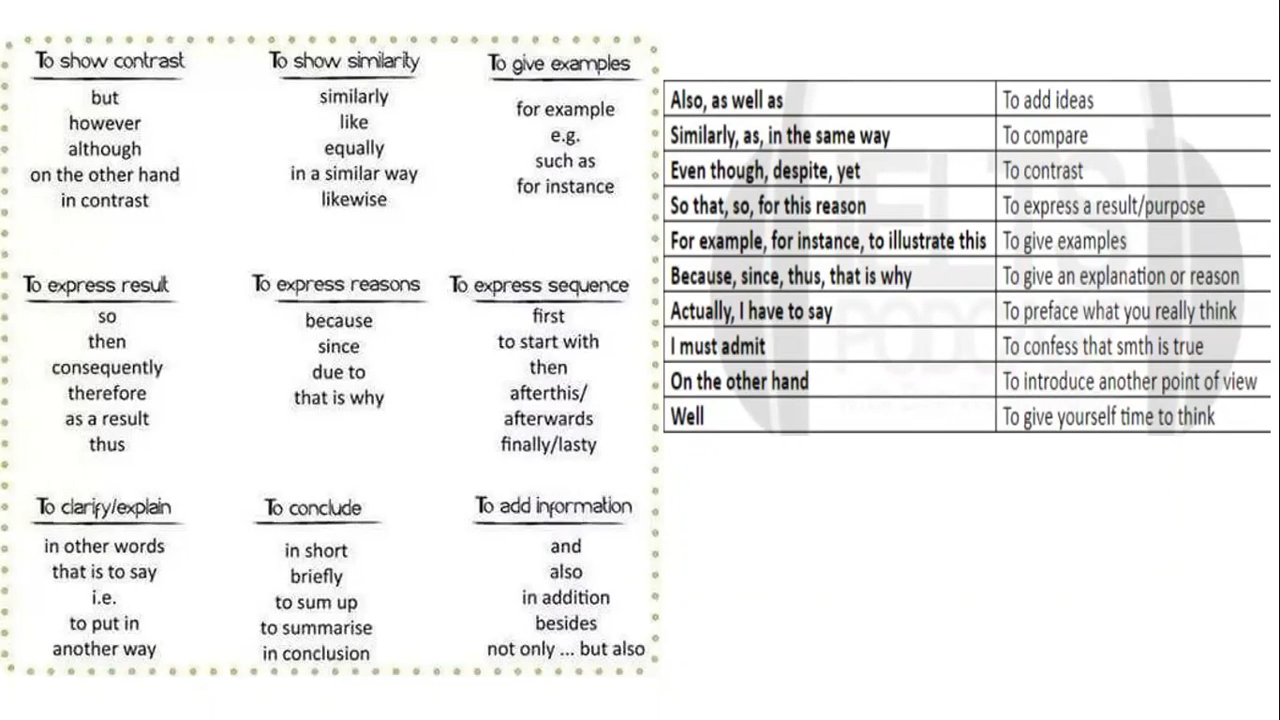 To show contrast
but
however
although
on the other hand
in contrast
To show similarity
similarly
like
equally
in a similar way
likewise
To give examples
for example
e.g.
such as
for instance
To express result
so
then
consequently
therefore
as a result
thus
To express reasons
because
since
due to
that is why
To express sequence
first
to start with
then
afterthis/
afterwards
finally/lasty
To clarify/explain
in other words
that is to say
i.e.
to put in
another way
To conclude
in short
briefly
to sum up
to summarise
in conclusion
To add information
and
also
in addition
besides
not only ... but also
Also, as well as To add ideas
Similarly, as, in the same way To compare
Even though, despite, yet To contrast
So that, so, for this reason To express a result/purpose
For example, for instance, to illustrate this To give examples
Because, since, thus, that is why To give an explanation or reason
Actually, I have to say To preface what you really think
I must admit To confess that smth is true
On the other hand To introduce another point of view
Well To give yourself time to think
IELTS
PODCAST